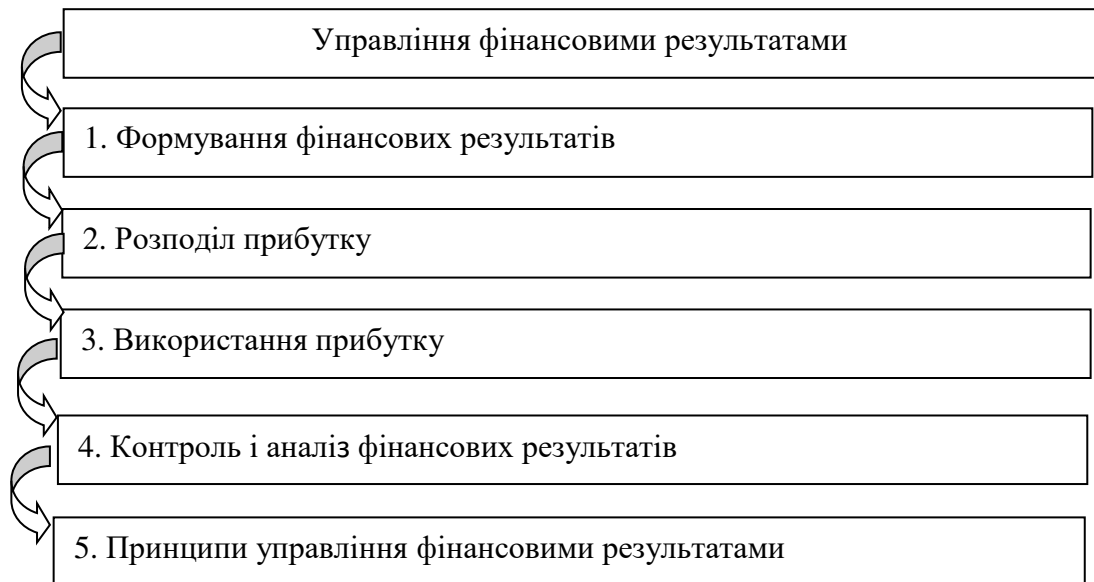 Управління фінансовими результатами
1. Формування фінансових результатів
2. Розподіл прибутку
3. Використання прибутку
4. Контроль і аналіз фінансових результатів
5. Принципи управління фінансовими результатами